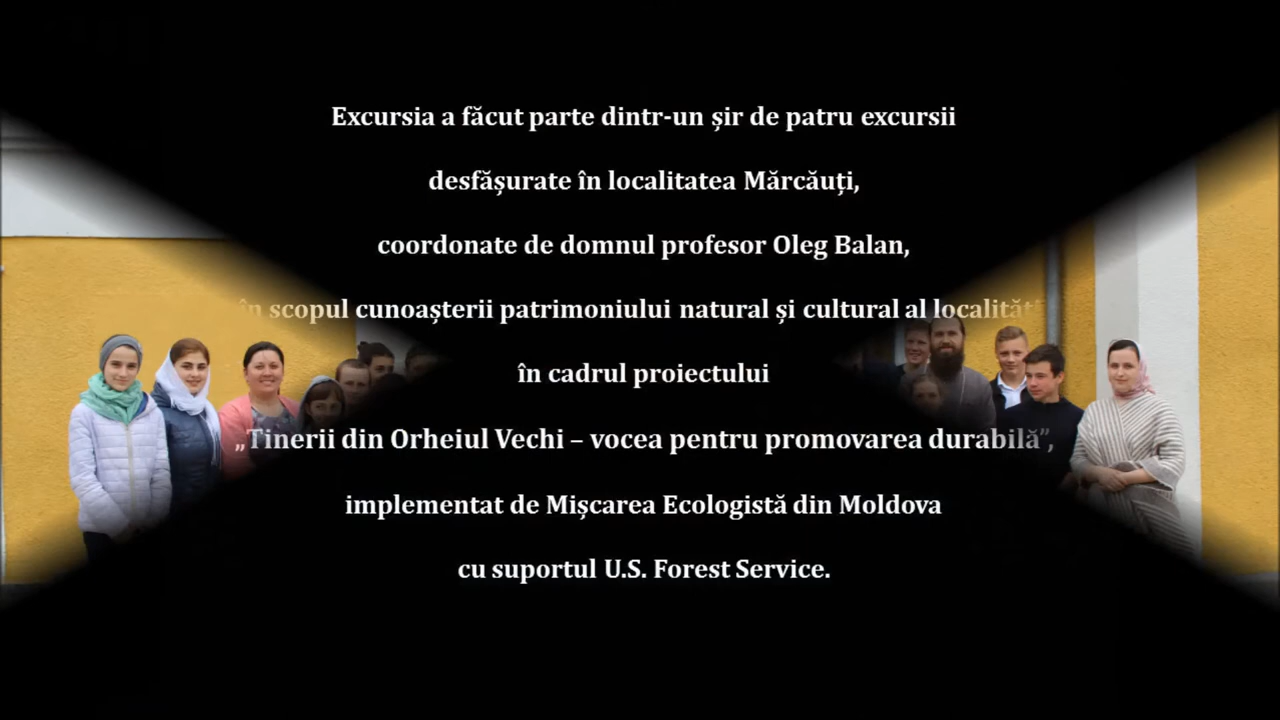 Excursia a făcut parte dintr-un șir de patru excursii
desfășurate în localitatea Mărcăuți,
coordonate de domnul profesor Oleg Balan,
în scopul cunoașterii patrimoniului natural și cultural al localități
în cadrul proiectului
„Tinerii din Orheiul Vechi – vocea pentru promovarea durabilă”,
implementat de Mișcarea Ecologistă din Moldova
cu suportul U.S. Forest Service.